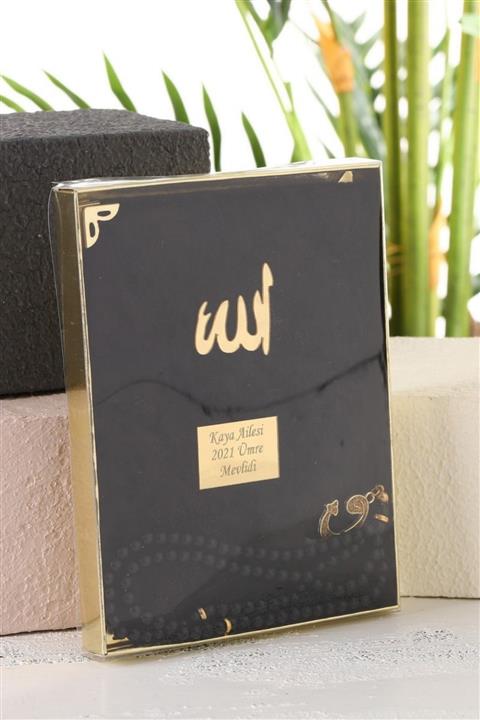 الله
Kaya Ailesi
2021 Umre
Mevlidi
و